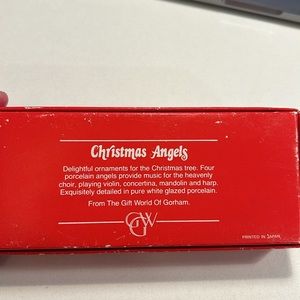 Christmas Angels
Delightful ornaments for the Christmas tree. Four
porcelain angels provide music for the heavenly
choir, playing violin, concertina, mandolin and harp.
Exquisitely detailed in pure white glazed porcelain.
From The Gift World Of Gorham.
GW
PRINTED IN JAPAN